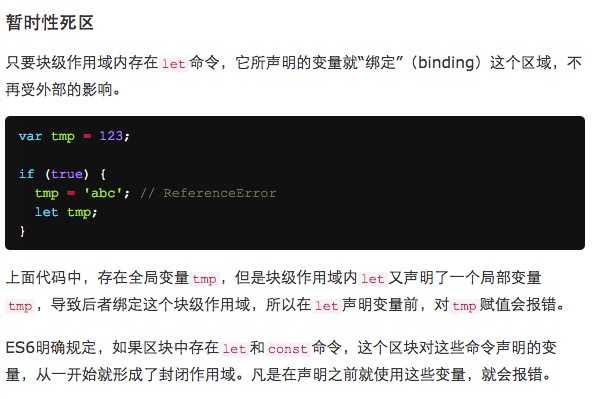 暂时性死区
只要块级作用域内存在let命令，它所声明的变量就“绑定”（binding）这个区域，不
再受外部的影响。
var tmp = 123;
if (true) {
  tmp = 'abc'; // ReferenceError
  let tmp;
}
上面代码中，存在全局变量tmp，但是块级作用域内let又声明了一个局部变量
tmp，导致后者绑定这个块级作用域，所以在let声明变量前，对tmp赋值会报错。
ES6明确规定，如果区块中存在let和const命令，这个区块对这些命令声明的变
量，从一开始就形成了封闭作用域。凡是在声明之前就使用这些变量，就会报错。